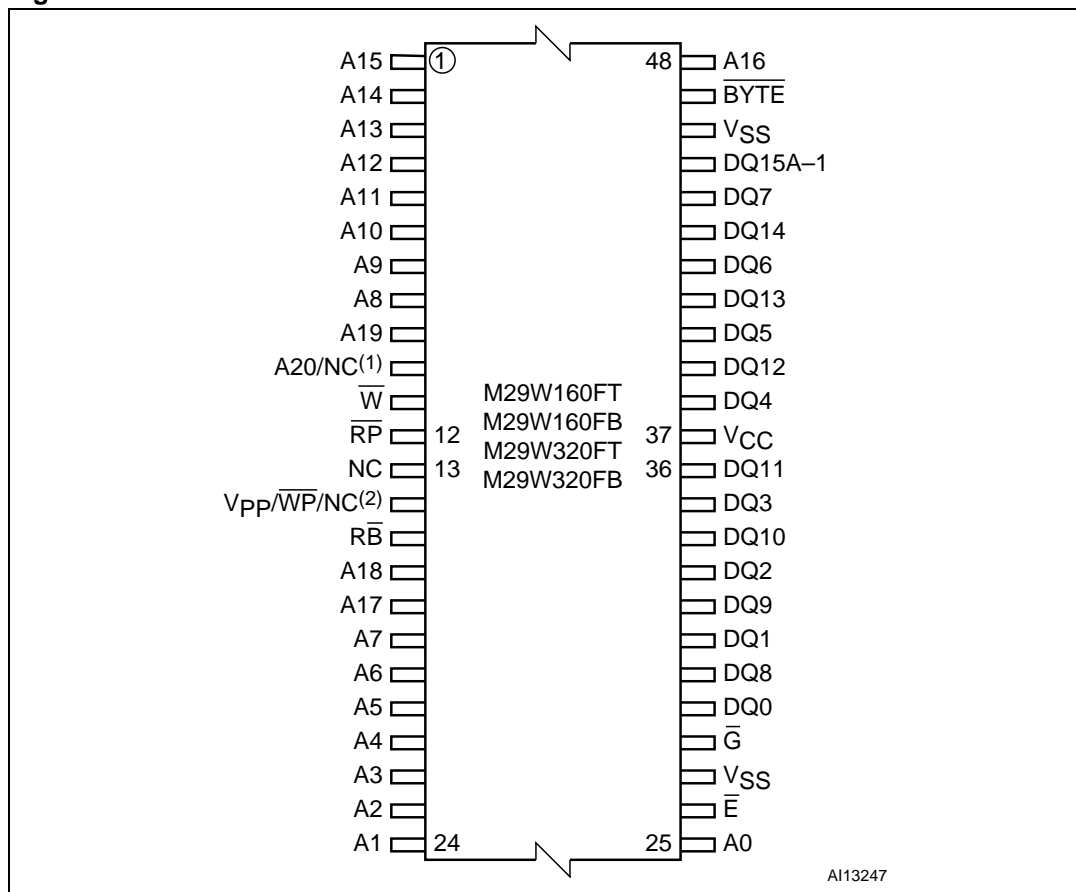 A15 ① 48 A16
A14 B̅Y̅T̅E̅
A13 VSS
A12 DQ15A–1
A11 DQ7
A10 DQ14
A9 DQ6
A8 DQ13
A19 DQ5
A20/NC(1) DQ12
W̅ M29W160FT DQ4
R̅P̅ 12 M29W160FB 37 VCC
NC 13 M29W320FT 36 DQ11
M29W320FB
VPP/W̅P̅/NC(2) DQ3
RB̅ DQ10
A18 DQ2
A17 DQ9
A7 DQ1
A6 DQ8
A5 DQ0
A4 G̅
A3 VSS
A2 E̅
A1 24 25 A0
AI13247